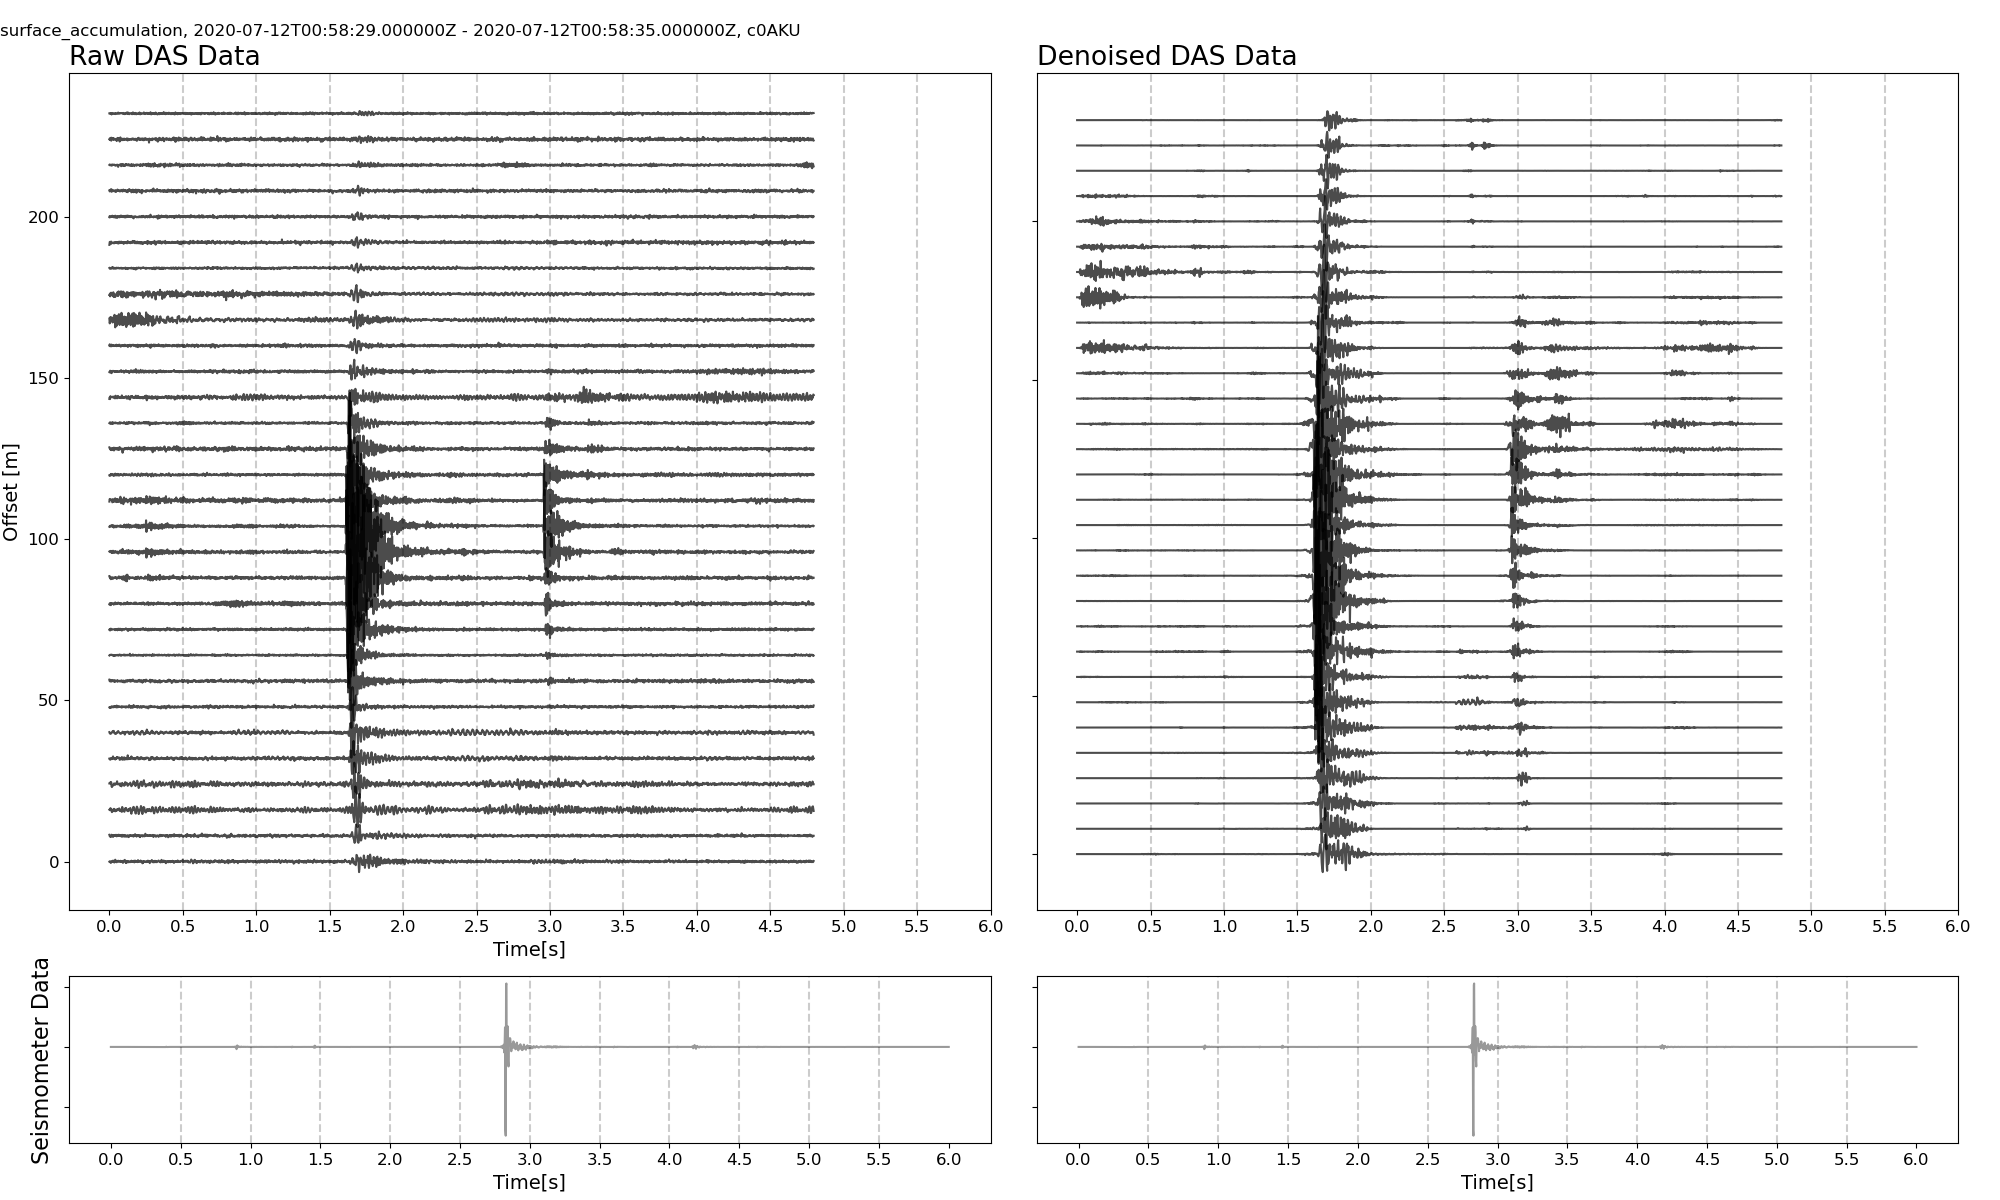 surface_accumulation, 2020-07-12T00:58:29.000000Z - 2020-07-12T00:58:35.000000Z, c0AKU
Raw DAS Data
Denoised DAS Data
Offset [m]
200
150
100
50
0
0.0 0.5 1.0 1.5 2.0 2.5 3.0 3.5 4.0 4.5 5.0 5.5 6.0
Time[s]
0.0 0.5 1.0 1.5 2.0 2.5 3.0 3.5 4.0 4.5 5.0 5.5 6.0
Seismometer Data
0.0 0.5 1.0 1.5 2.0 2.5 3.0 3.5 4.0 4.5 5.0 5.5 6.0
Time[s]
0.0 0.5 1.0 1.5 2.0 2.5 3.0 3.5 4.0 4.5 5.0 5.5 6.0
Time[s]